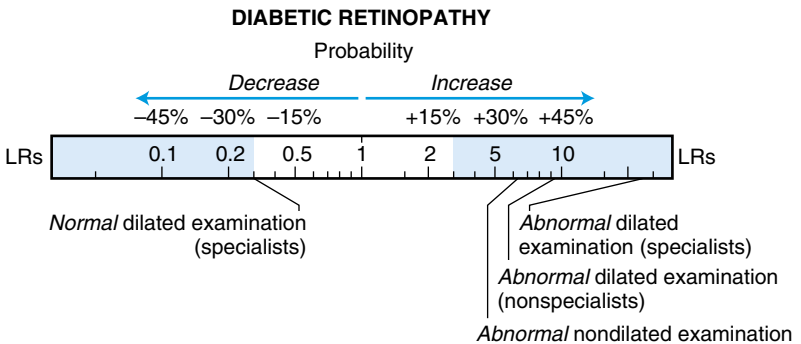 DIABETIC RETINOPATHY
Probability
Decrease Increase
–45% –30% –15% +15% +30% +45%
LRs 0.1 0.2 0.5 1 2 5 10 LRs
Normal dilated examination
(specialists)
Abnormal dilated
examination (specialists)
Abnormal dilated examination
(nonspecialists)
Abnormal nondilated examination